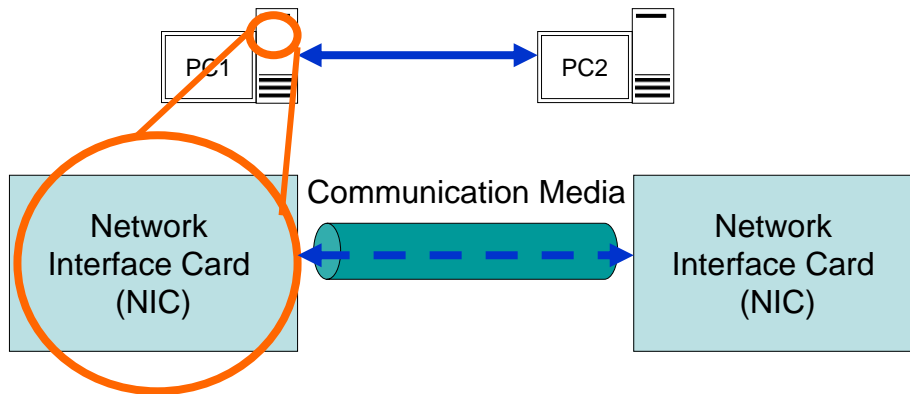 PC1
PC2
Communication Media
Network
Interface Card
(NIC)
Network
Interface Card
(NIC)